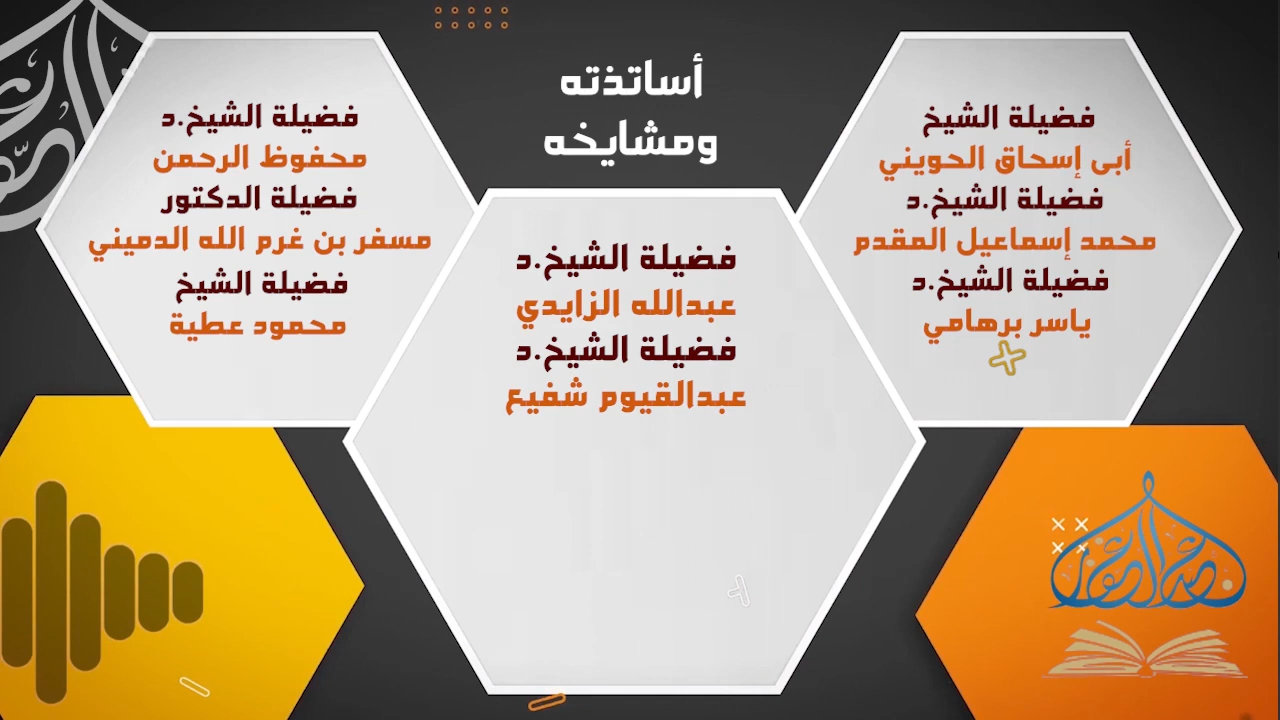 أساتذته
ومشايخه
فضيلة الشيخ
أبى إسحاق الحويني
فضيلة الشيخ.د
محمد إسماعيل المقدم
فضيلة الشيخ.د
ياسر برهامي
فضيلة الشيخ.د
عبدالله الزايدي
فضيلة الشيخ.د
عبدالقيوم شفيع
فضيلة الشيخ.د
محفوظ الرحمن
فضيلة الدكتور
مسفر بن غرم الله الدميني
فضيلة الشيخ
محمود عطية